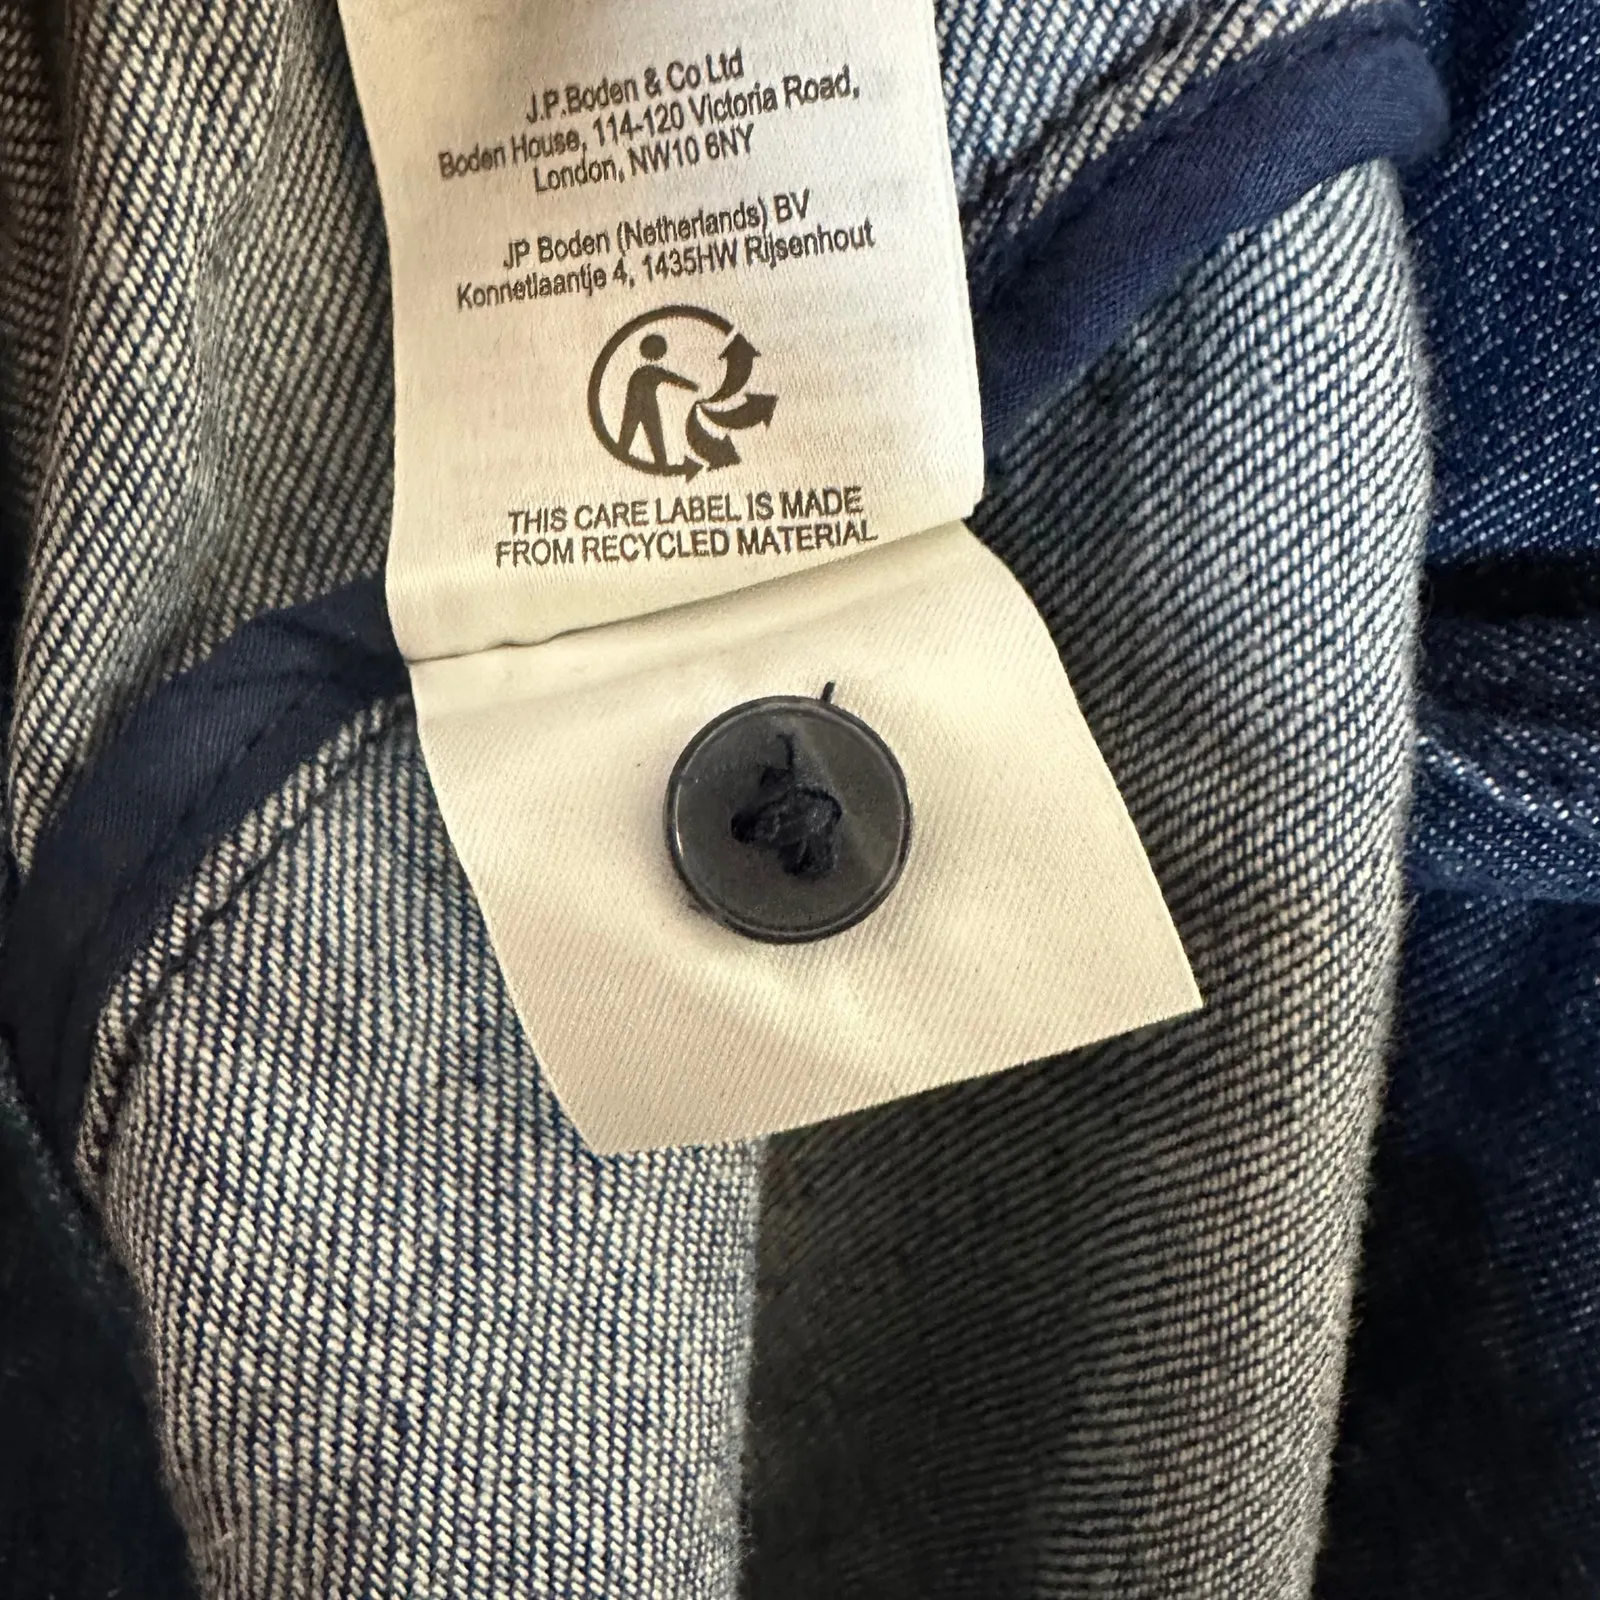 J.P.Boden & Co Ltd
Boden House, 114-120 Victoria Road,
London, NW10 6NY
JP Boden (Netherlands) BV
Konnetlaantje 4, 1435HW Rijsenhout
THIS CARE LABEL IS MADE
FROM RECYCLED MATERIAL